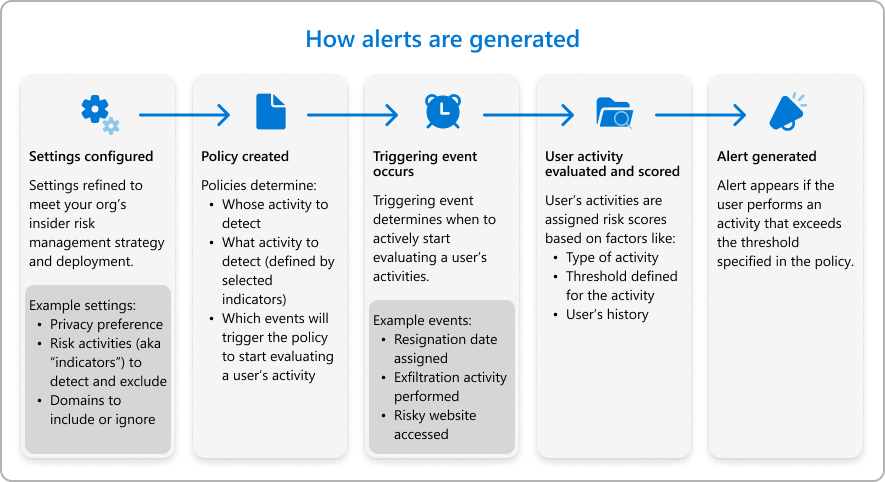 How alerts are generated
Settings configured
Settings refined to
meet your org's
insider risk
management strategy
and deployment.
Example settings:
• Privacy preference
• Risk activities (aka
“indicators”) to
detect and exclude
• Domains to
include or ignore
Policy created
Policies determine:
• Whose activity to
detect
• What activity to
detect (defined by
selected
indicators)
• Which events will
trigger the policy
to start evaluating
a user's activity
Triggering event
occurs
Triggering event
determines when to
actively start
evaluating a user's
activities.
Example events:
• Resignation date
assigned
• Exfiltration activity
performed
• Risky website
accessed
User activity
evaluated and scored
User's activities are
assigned risk scores
based on factors like:
• Type of activity
• Threshold defined
for the activity
• User's history
Alert generated
Alert appears if the
user performs an
activity that exceeds
the threshold
specified in the policy.